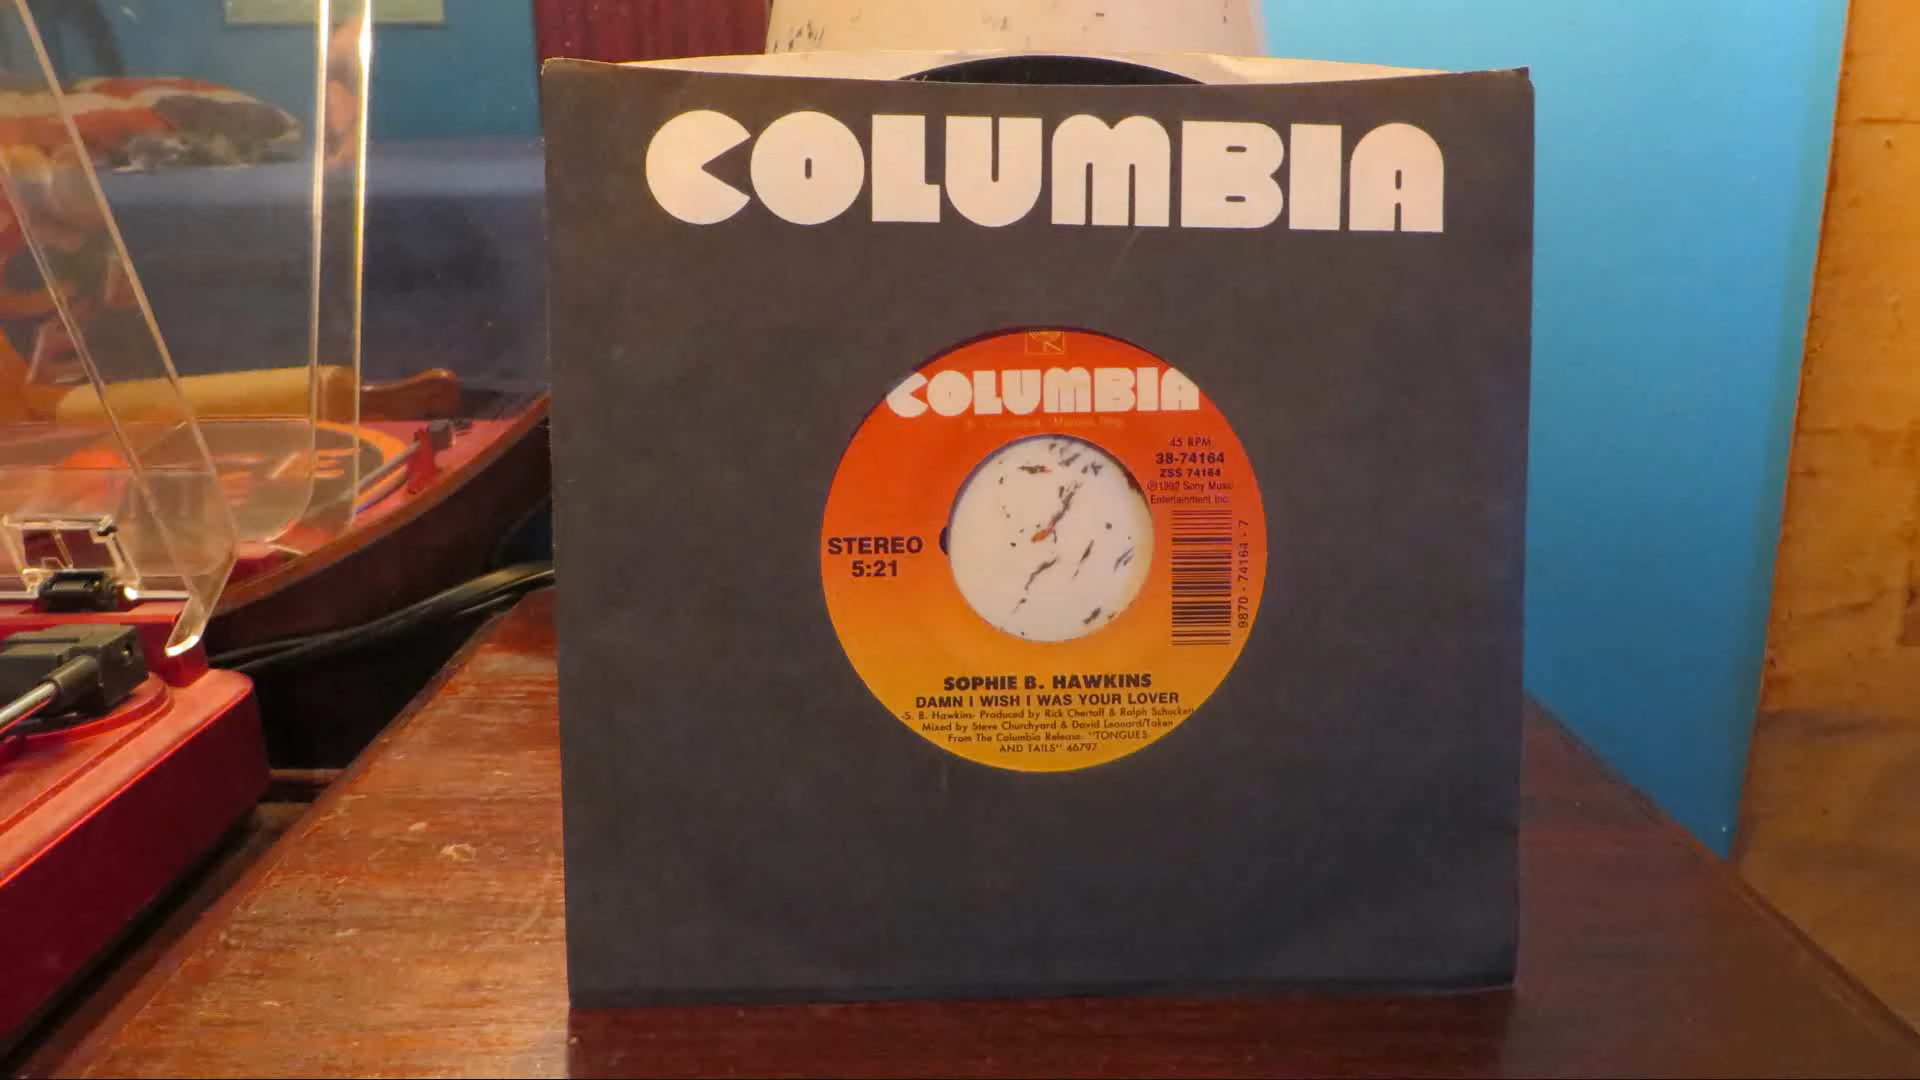 COLUMBIA
COLUMBIA
45 RPM
38-74164
ZSS 74164
℗1992 Sony Music
Entertainment Inc.
STEREO
5:21
9870-74164-7
SOPHIE B. HAWKINS
DAMN I WISH I WAS YOUR LOVER
-S. B. Hawkins- Produced by Rick Chertoff & Ralph Schuckett
Mixed by Steve Churchyard & David Leonard/Taken
From The Columbia Release: "TONGUES
AND TAILS" 46797